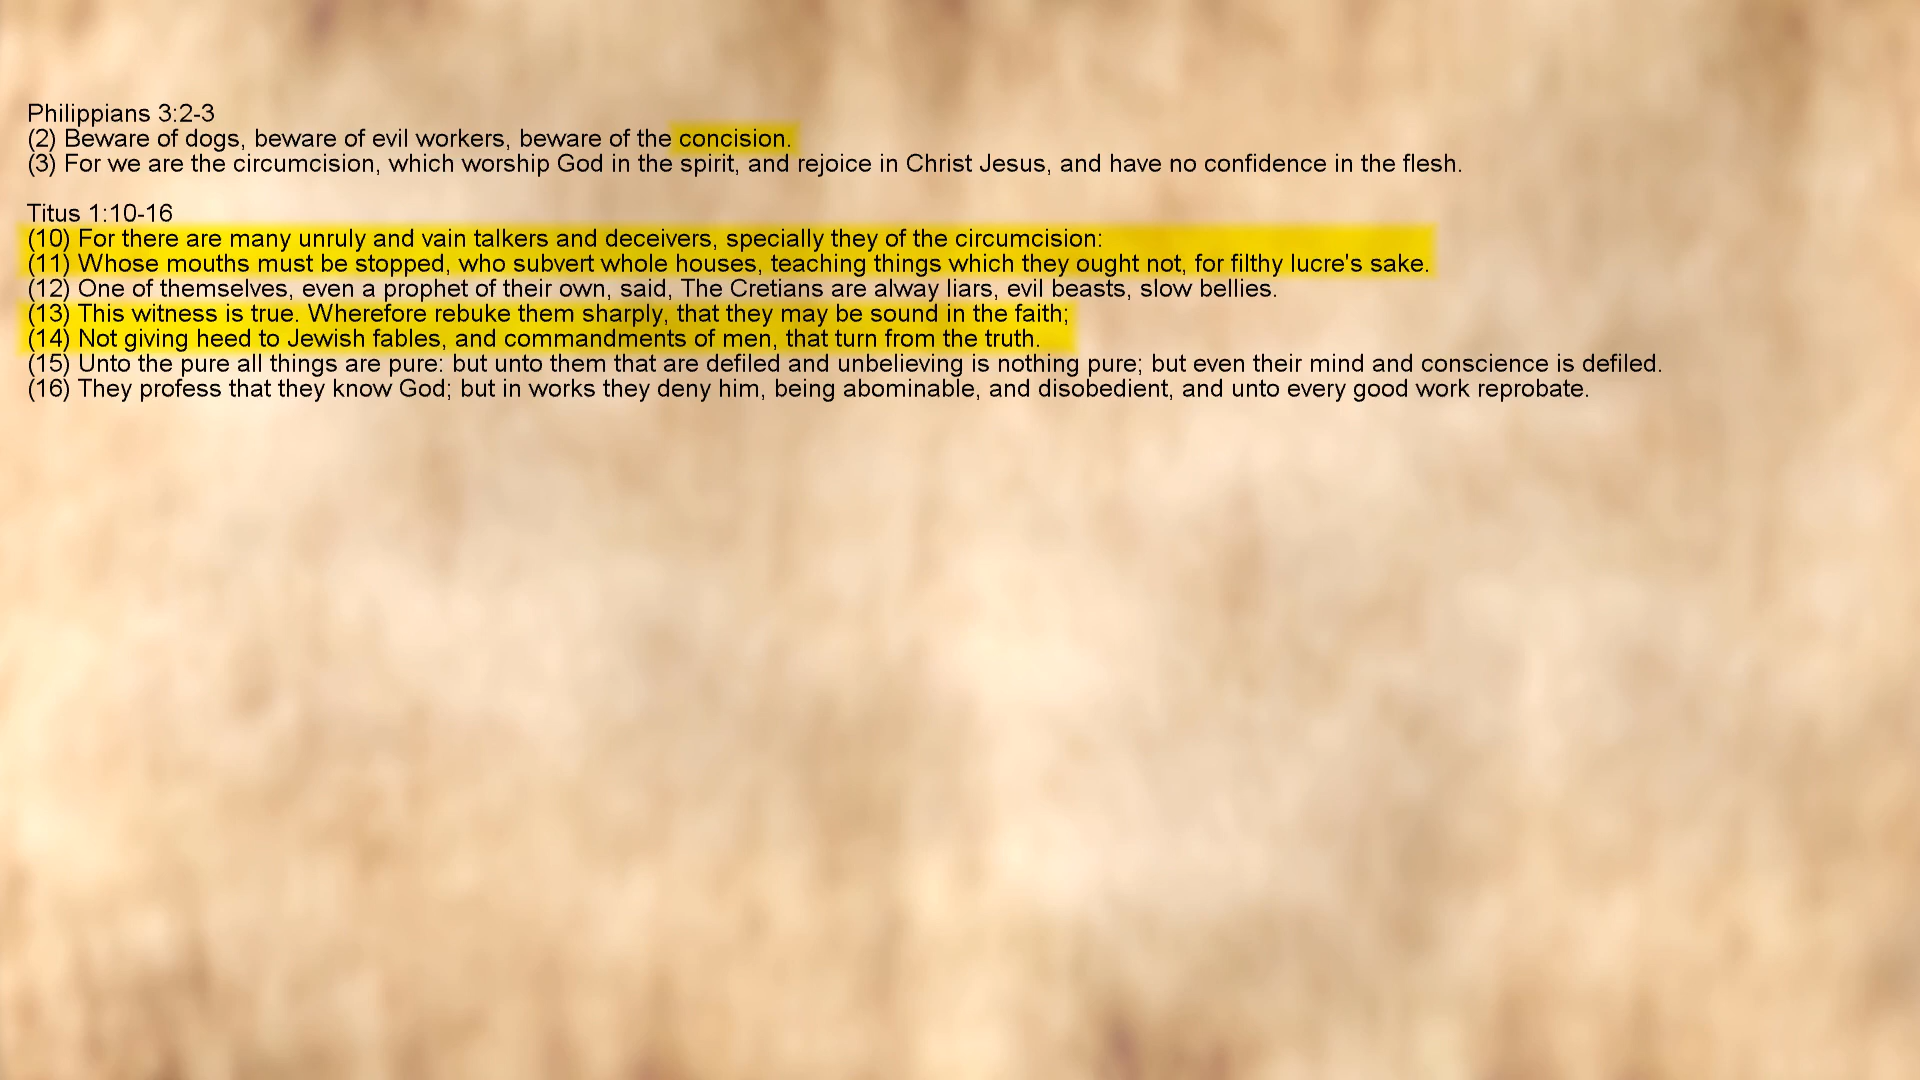 Philippians 3:2-3
(2) Beware of dogs, beware of evil workers, beware of the concision.
(3) For we are the circumcision, which worship God in the spirit, and rejoice in Christ Jesus, and have no confidence in the flesh.
Titus 1:10-16
(10) For there are many unruly and vain talkers and deceivers, specially they of the circumcision:
(11) Whose mouths must be stopped, who subvert whole houses, teaching things which they ought not, for filthy lucre's sake.
(12) One of themselves, even a prophet of their own, said, The Cretians are alway liars, evil beasts, slow bellies.
(13) This witness is true. Wherefore rebuke them sharply, that they may be sound in the faith;
(14) Not giving heed to Jewish fables, and commandments of men, that turn from the truth.
(15) Unto the pure all things are pure: but unto them that are defiled and unbelieving is nothing pure; but even their mind and conscience is defiled.
(16) They profess that they know God; but in works they deny him, being abominable, and disobedient, and unto every good work reprobate.